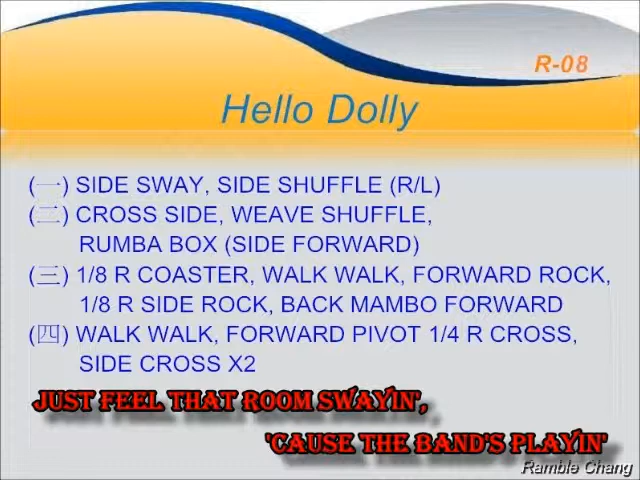 R-08
Hello Dolly
(一) SIDE SWAY, SIDE SHUFFLE (R/L)
(二) CROSS SIDE, WEAVE SHUFFLE,
RUMBA BOX (SIDE FORWARD)
(三) 1/8 R COASTER, WALK WALK, FORWARD ROCK,
1/8 R SIDE ROCK, BACK MAMBO FORWARD
(四) WALK WALK, FORWARD PIVOT 1/4 R CROSS,
SIDE CROSS X2
JUST FEEL THAT ROOM SWAYIN',
'CAUSE THE BAND'S PLAYIN'
Ramble Chang